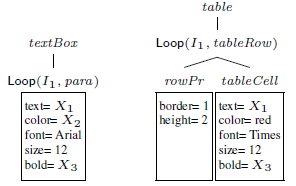 table
textBox
Loop(I₁, tableRow)
Loop(I₁, para)
rowPr
tableCell
text= X₁
color= X₂
font= Arial
size= 12
bold= X₃
border= 1
height= 2
text= X₁
color= red
font= Times
size= 12
bold= X₃